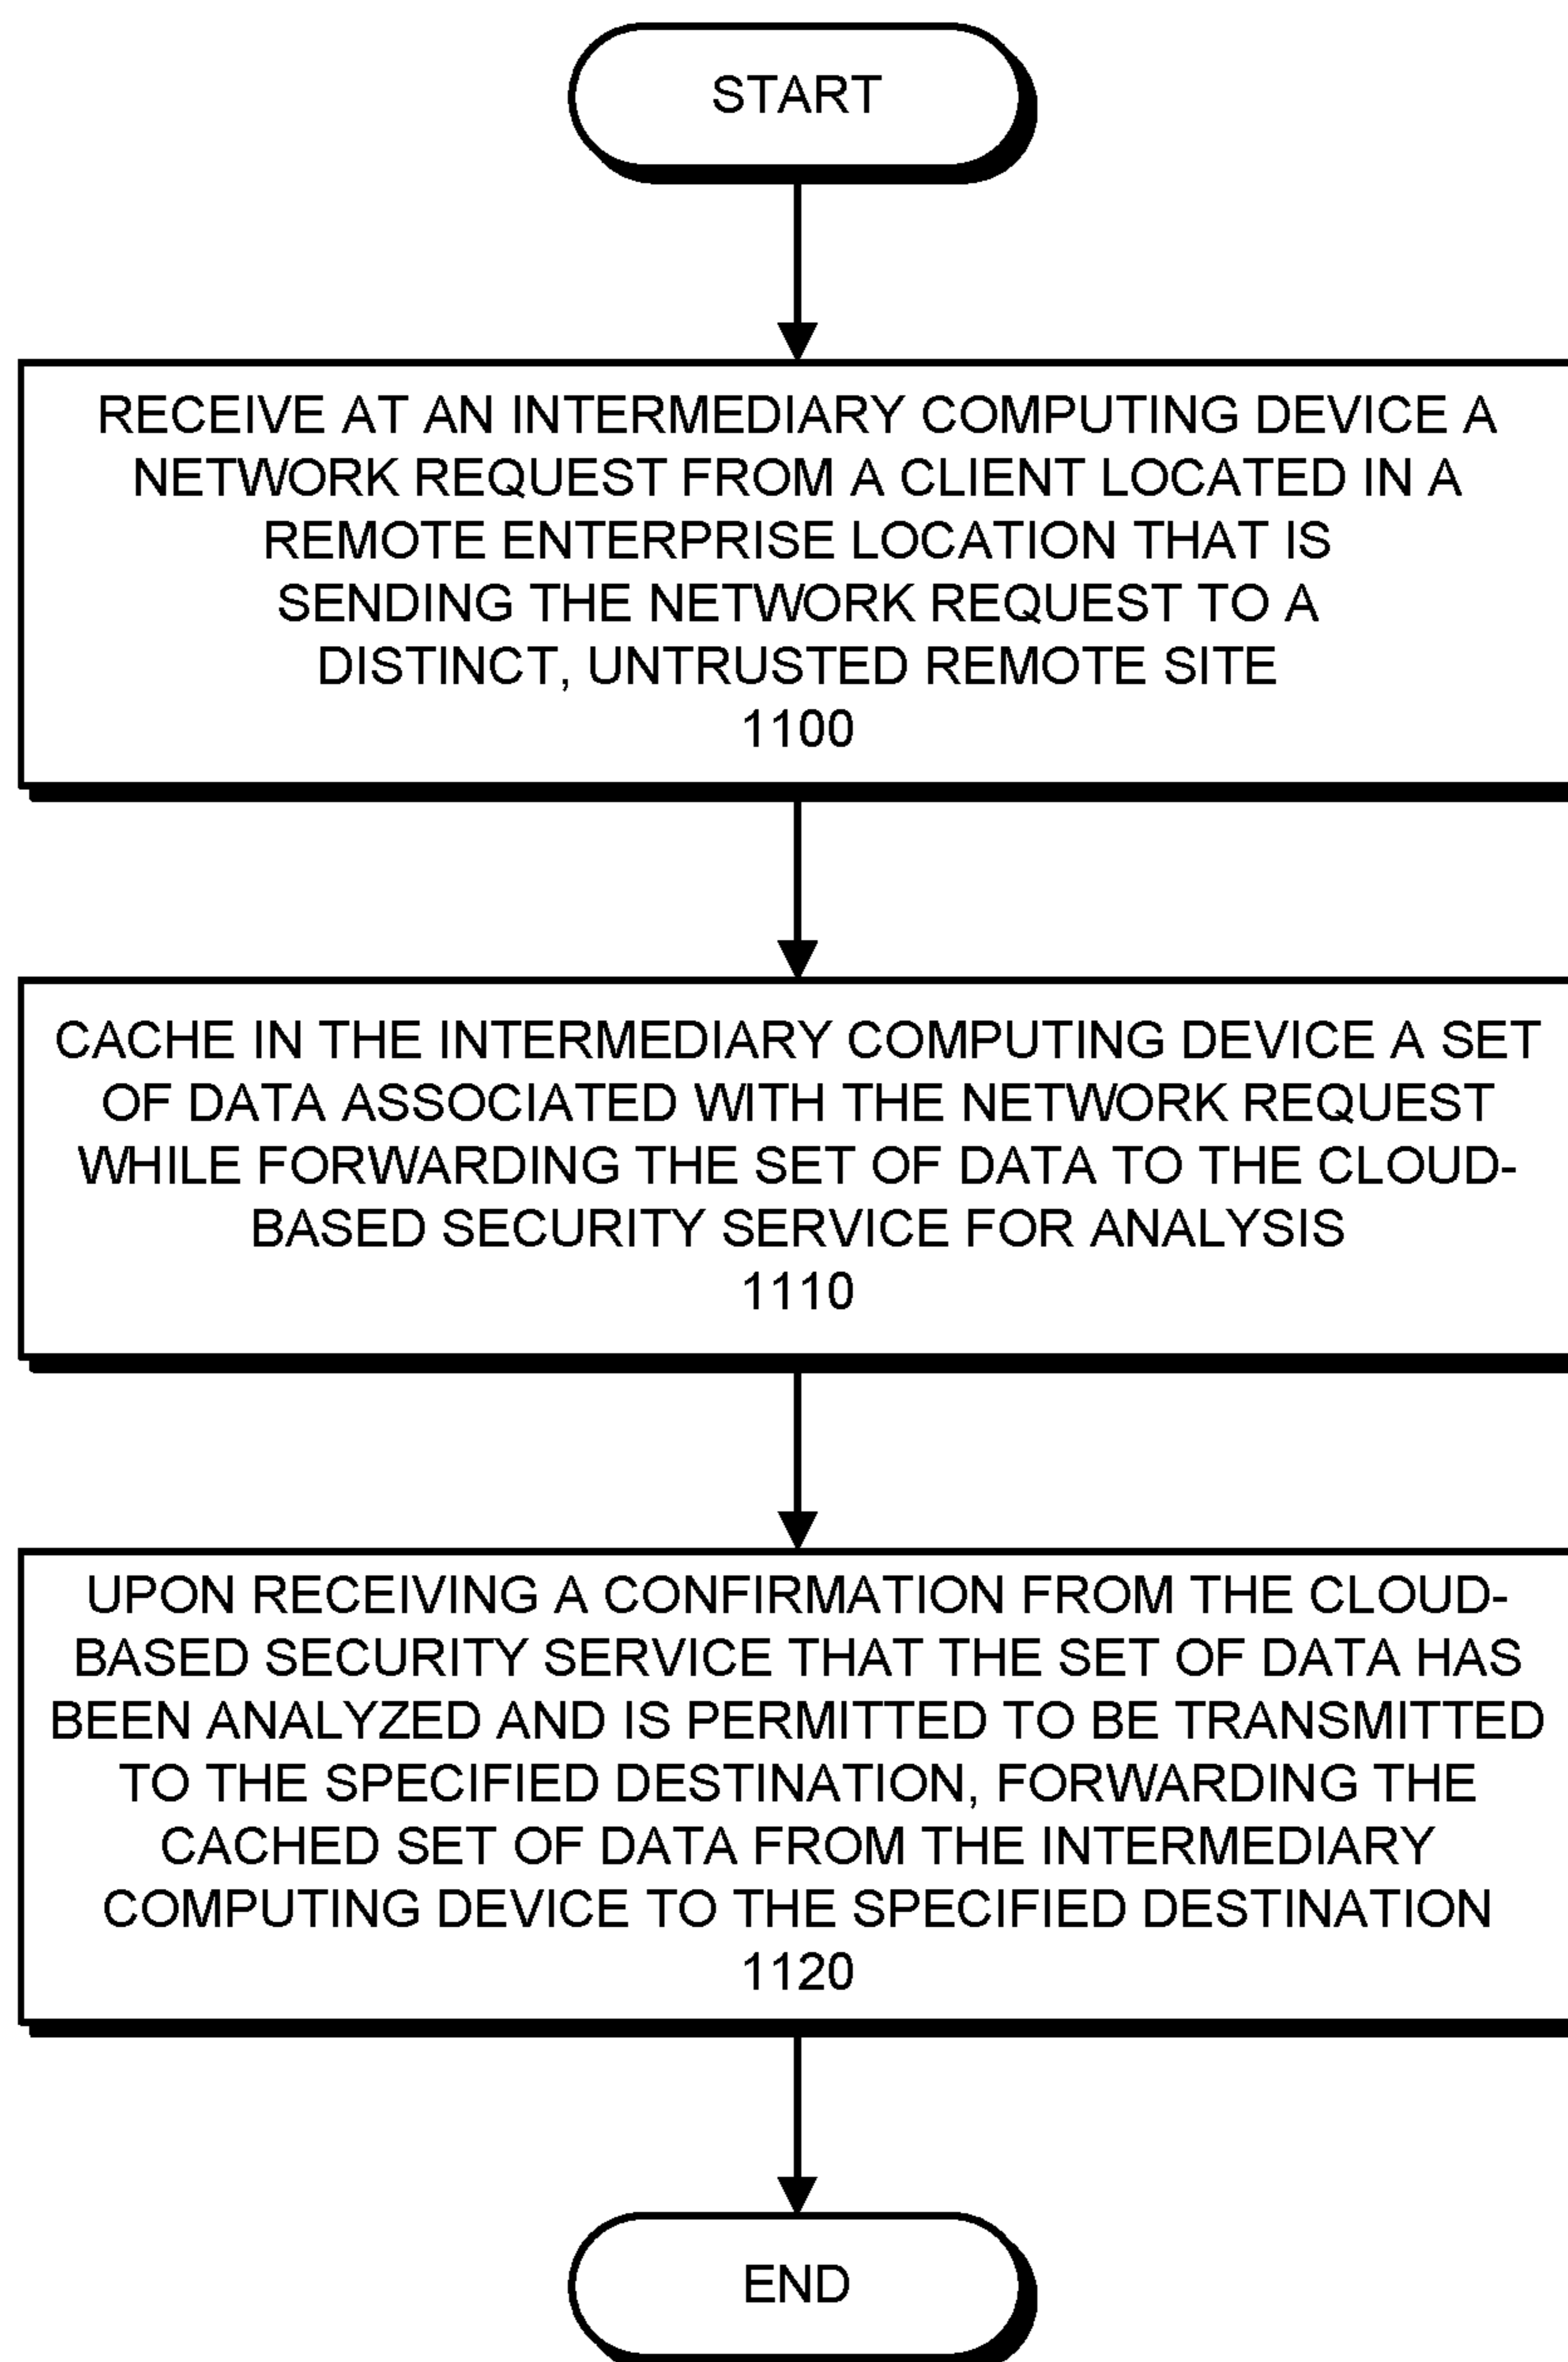 START
RECEIVE AT AN INTERMEDIARY COMPUTING DEVICE A
NETWORK REQUEST FROM A CLIENT LOCATED IN A
REMOTE ENTERPRISE LOCATION THAT IS
SENDING THE NETWORK REQUEST TO A
DISTINCT, UNTRUSTED REMOTE SITE
1100
CACHE IN THE INTERMEDIARY COMPUTING DEVICE A SET
OF DATA ASSOCIATED WITH THE NETWORK REQUEST
WHILE FORWARDING THE SET OF DATA TO THE CLOUD-
BASED SECURITY SERVICE FOR ANALYSIS
1110
UPON RECEIVING A CONFIRMATION FROM THE CLOUD-
BASED SECURITY SERVICE THAT THE SET OF DATA HAS
BEEN ANALYZED AND IS PERMITTED TO BE TRANSMITTED
TO THE SPECIFIED DESTINATION, FORWARDING THE
CACHED SET OF DATA FROM THE INTERMEDIARY
COMPUTING DEVICE TO THE SPECIFIED DESTINATION
1120
END